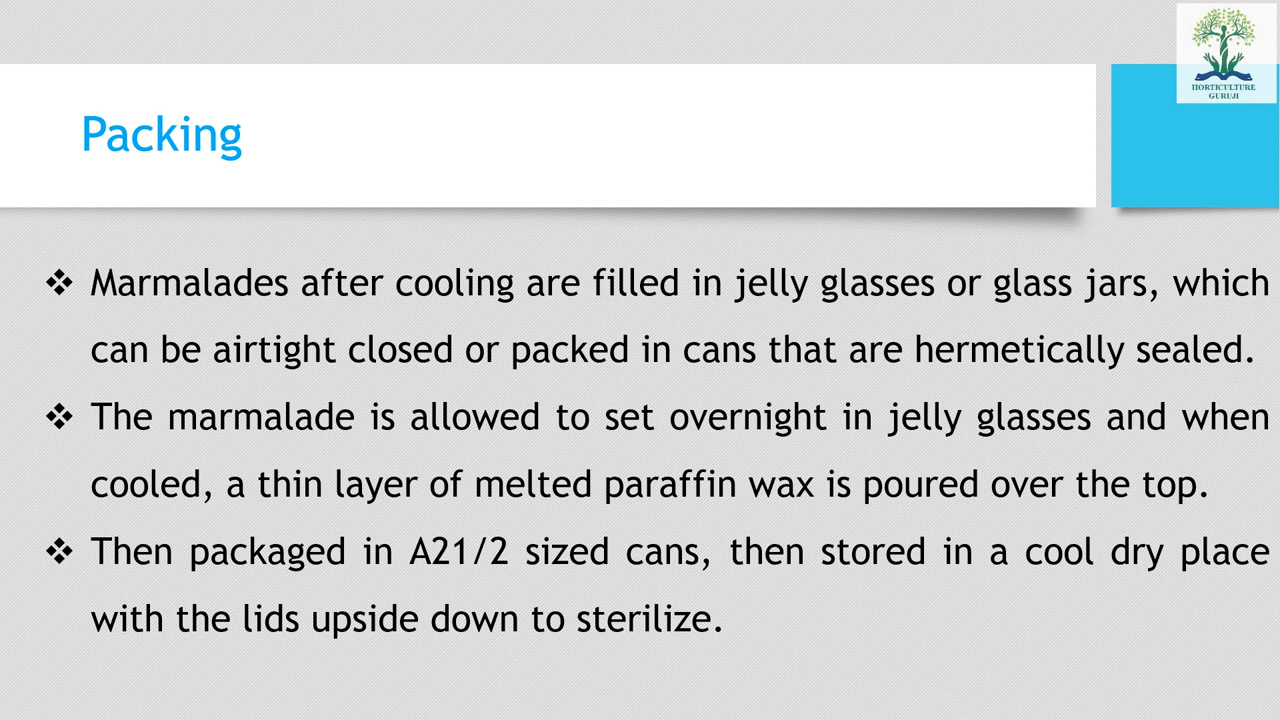 HORTICULTURE
GURUJI
Packing
❖ Marmalades after cooling are filled in jelly glasses or glass jars, which
can be airtight closed or packed in cans that are hermetically sealed.
❖ The marmalade is allowed to set overnight in jelly glasses and when
cooled, a thin layer of melted paraffin wax is poured over the top.
❖ Then packaged in A21/2 sized cans, then stored in a cool dry place
with the lids upside down to sterilize.